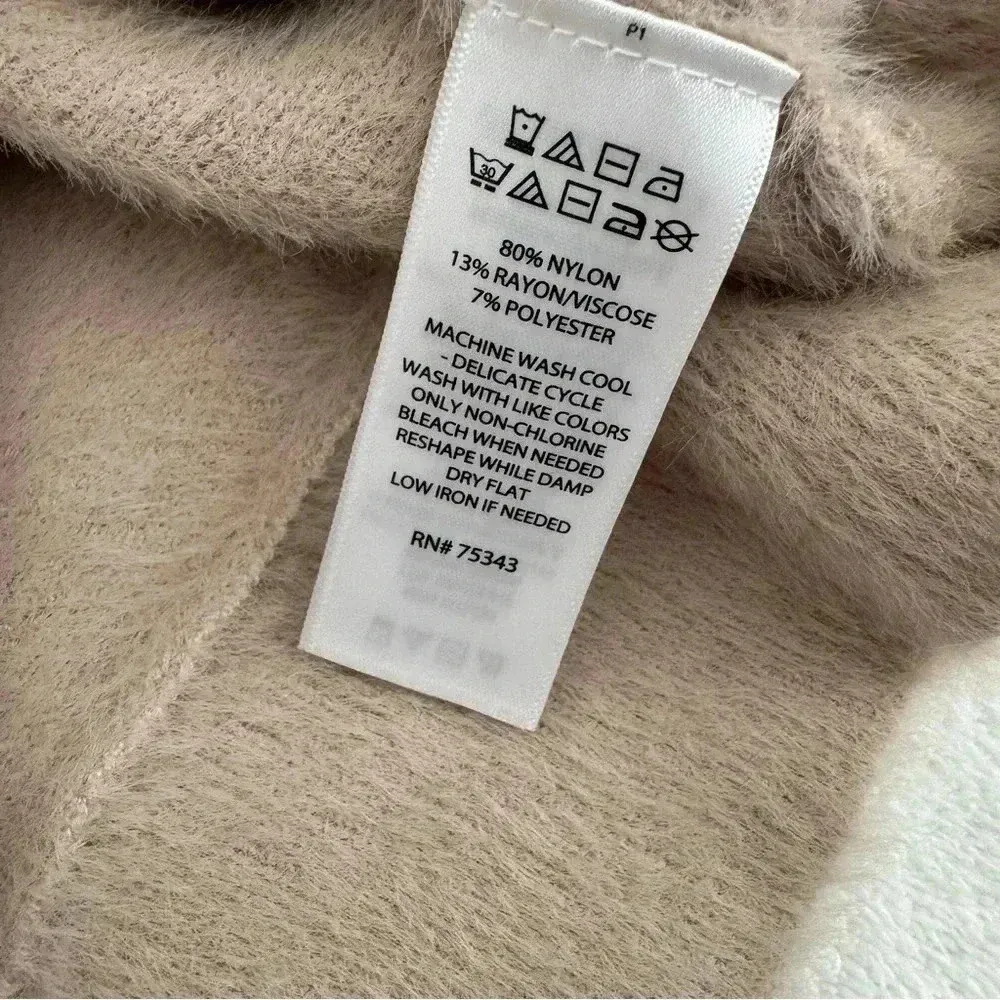 P1
30
80% NYLON
13% RAYON/VISCOSE
7% POLYESTER
MACHINE WASH COOL
- DELICATE CYCLE
WASH WITH LIKE COLORS
ONLY NON-CHLORINE
BLEACH WHEN NEEDED
RESHAPE WHILE DAMP
DRY FLAT
LOW IRON IF NEEDED
RN# 75343